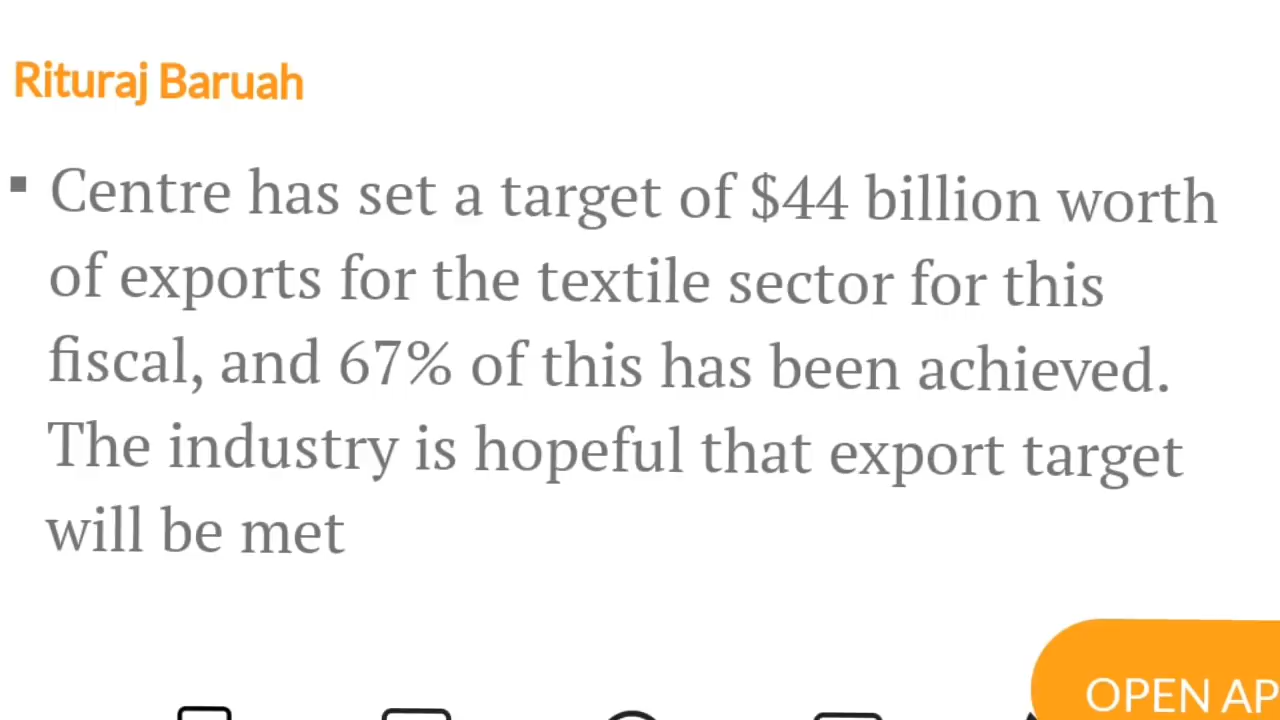 Rituraj Baruah
▪ Centre has set a target of $44 billion worth
of exports for the textile sector for this
fiscal, and 67% of this has been achieved.
The industry is hopeful that export target
will be met
OPEN AP